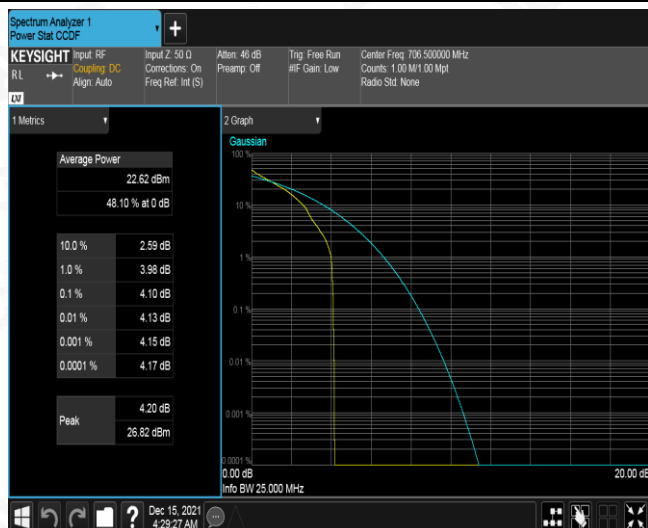 Spectrum Analyzer 1
Power Stat CCDF
+
KEYSIGHT
RL
Input: RF
Coupling: DC
Align: Auto
Input Z: 50 Ω
Corrections: On
Freq Ref: Int (S)
Atten: 46 dB
Preamp: Off
Trig: Free Run
#IF Gain: Low
Center Freq: 706.500000 MHz
Counts: 1.00 M/1.00 Mpt
Radio Std: None
1 Metrics
Average Power
22.62 dBm
48.10 % at 0 dB
10.0 % 2.59 dB
1.0 % 3.98 dB
0.1 % 4.10 dB
0.01 % 4.13 dB
0.001 % 4.15 dB
0.0001 % 4.17 dB
Peak
4.20 dB
26.82 dBm
2 Graph
Gaussian
100 %
10 %
1 %
0.1 %
0.01 %
0.001 %
0.0001 %
0.00 dB 20.00 dB
Info BW 25.000 MHz
?
Dec 15, 2021
4:29:27 AM